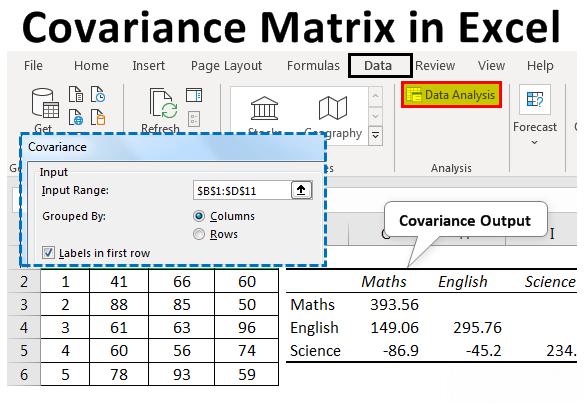 Covariance Matrix in Excel
File Home Insert Page Layout Formulas Data Review View Help
Data Analysis
Get Refresh Forecast
Analysis
Covariance
Input
Input Range: $B$1:$D$11
Grouped By: Columns
Rows
Labels in first row
Covariance Output
I
2 1 41 66 60 Maths English Science
3 2 88 85 50 Maths 393.56
4 3 61 63 96 English 149.06 295.76
5 4 60 56 74 Science -86.9 -45.2 234.
6 5 78 93 59